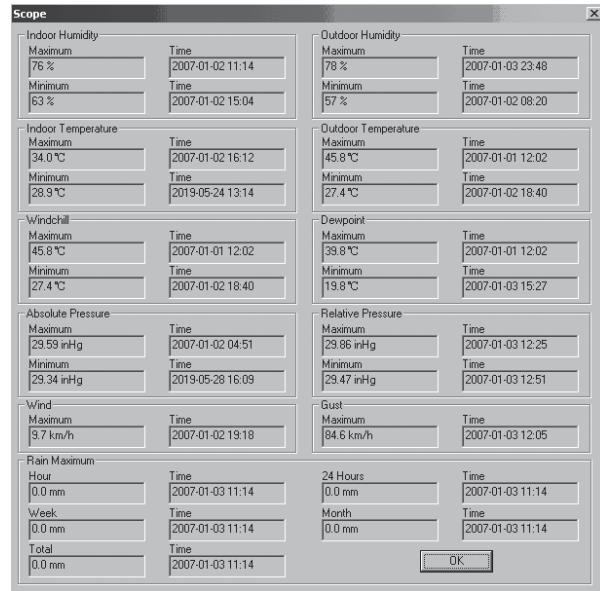 Scope
Indoor Humidity
Maximum Time
76 % 2007-01-02 11:14
Minimum Time
63 % 2007-01-02 15:04
Outdoor Humidity
Maximum Time
78 % 2007-01-03 23:48
Minimum Time
57 % 2007-01-02 08:20
Indoor Temperature
Maximum Time
34.0 °C 2007-01-02 16:12
Minimum Time
28.9 °C 2019-05-24 13:14
Outdoor Temperature
Maximum Time
45.8 °C 2007-01-01 12:02
Minimum Time
27.4 °C 2007-01-02 18:40
Windchill
Maximum Time
45.8 °C 2007-01-01 12:02
Minimum Time
27.4 °C 2007-01-02 18:40
Dewpoint
Maximum Time
39.8 °C 2007-01-01 12:02
Minimum Time
19.8 °C 2007-01-03 15:27
Absolute Pressure
Maximum Time
29.59 inHg 2007-01-02 04:51
Minimum Time
29.34 inHg 2019-05-28 16:09
Relative Pressure
Maximum Time
29.86 inHg 2007-01-03 12:25
Minimum Time
29.47 inHg 2007-01-03 12:51
Wind
Maximum Time
9.7 km/h 2007-01-02 19:18
Gust
Maximum Time
84.6 km/h 2007-01-03 12:05
Rain Maximum
Hour Time 24 Hours Time
0.0 mm 2007-01-03 11:14 0.0 mm 2007-01-03 11:14
Week Time Month Time
0.0 mm 2007-01-03 11:14 0.0 mm 2007-01-03 11:14
Total Time
0.0 mm 2007-01-03 11:14
OK